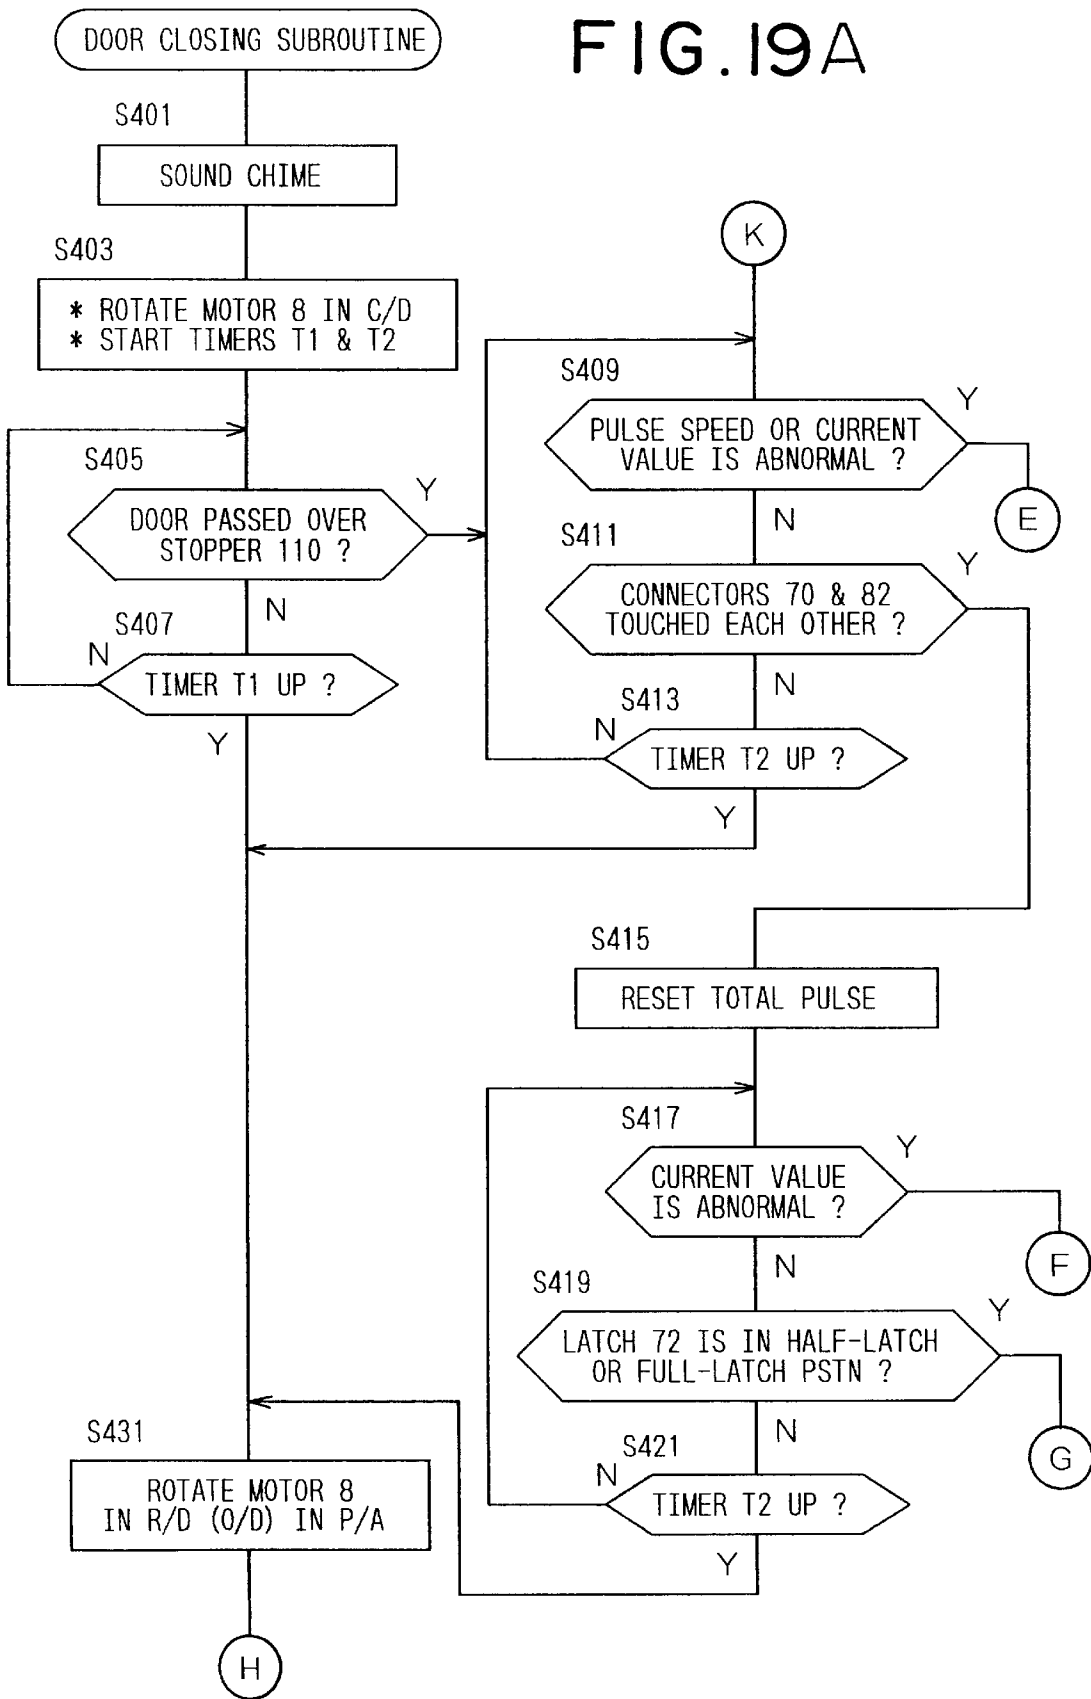 FIG.19A
DOOR CLOSING SUBROUTINE
S401
SOUND CHIME
S403
* ROTATE MOTOR 8 IN C/D
* START TIMERS T1 & T2
S405
DOOR PASSED OVER
STOPPER 110 ?
Y
N
S407
N
TIMER T1 UP ?
Y
K
S409
PULSE SPEED OR CURRENT
VALUE IS ABNORMAL ?
Y
E
N
S411
CONNECTORS 70 & 82
TOUCHED EACH OTHER ?
Y
N
S413
N
TIMER T2 UP ?
Y
S415
RESET TOTAL PULSE
S417
CURRENT VALUE
IS ABNORMAL ?
Y
F
N
S419
LATCH 72 IS IN HALF-LATCH
OR FULL-LATCH PSTN ?
Y
G
N
S421
N
TIMER T2 UP ?
Y
S431
ROTATE MOTOR 8
IN R/D (O/D) IN P/A
H